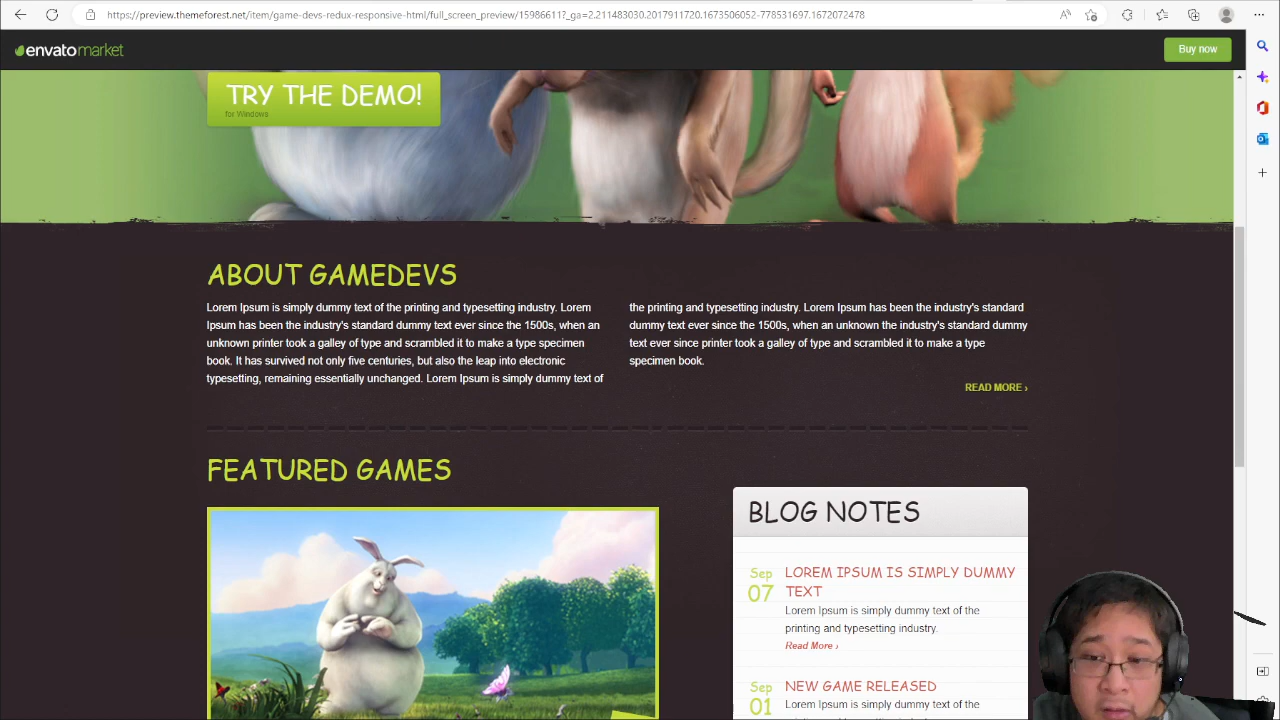 https://preview.themeforest.net/item/game-devs-redux-responsive-html/full_screen_preview/15986611?_ga=2.211483030.2017911720.1673506052-778531697.1672072478
envatomarket
Buy now
TRY THE DEMO!
for Windows
ABOUT GAMEDEVS
Lorem Ipsum is simply dummy text of the printing and typesetting industry. Lorem
Ipsum has been the industry's standard dummy text ever since the 1500s, when an
unknown printer took a galley of type and scrambled it to make a type specimen
book. It has survived not only five centuries, but also the leap into electronic
typesetting, remaining essentially unchanged. Lorem Ipsum is simply dummy text of
the printing and typesetting industry. Lorem Ipsum has been the industry's standard
dummy text ever since the 1500s, when an unknown the industry's standard dummy
text ever since printer took a galley of type and scrambled it to make a type
specimen book.
READ MORE ›
FEATURED GAMES
BLOG NOTES
Sep
07
LOREM IPSUM IS SIMPLY DUMMY
TEXT
Lorem Ipsum is simply dummy text of the
printing and typesetting industry.
Read More ›
Sep
01
NEW GAME RELEASED
Lorem Ipsum is simply dummy text of the